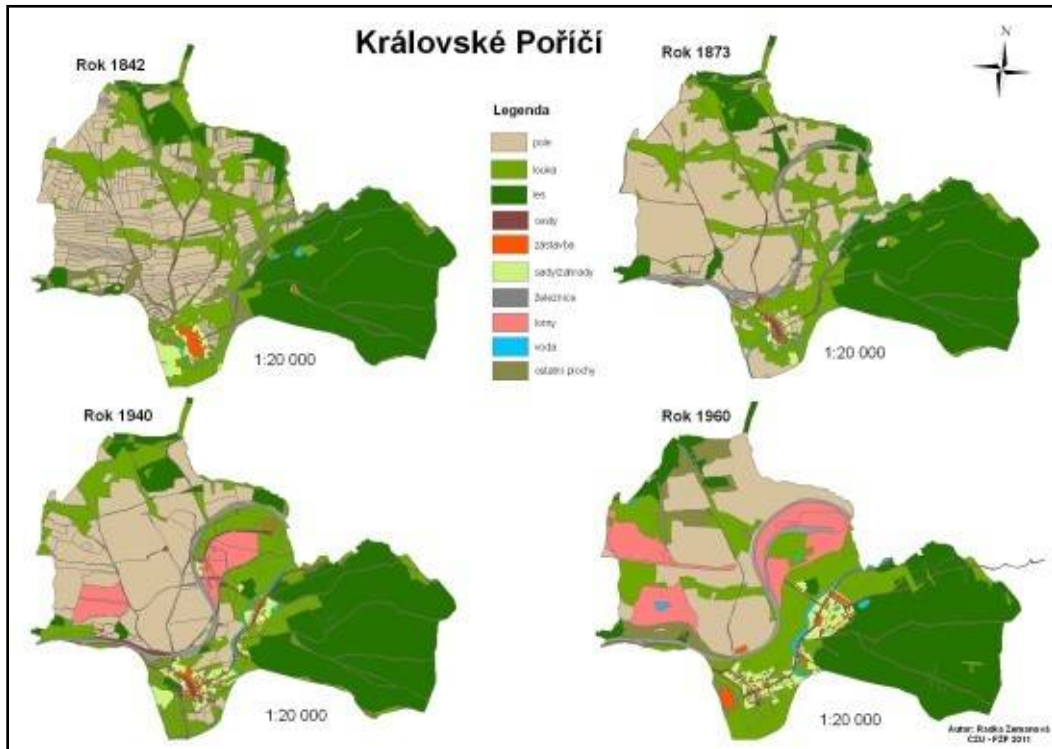 Královské Poříčí
N
Rok 1842
Rok 1873
Legenda
pole
louka
les
cesty
zástavba
sady/zahrady
železnice
lomy
voda
ostatní plochy
1:20 000
1:20 000
Rok 1940
Rok 1960
1:20 000
1:20 000
Autor: Radka Zemanová
ČZU - FŽP 2011